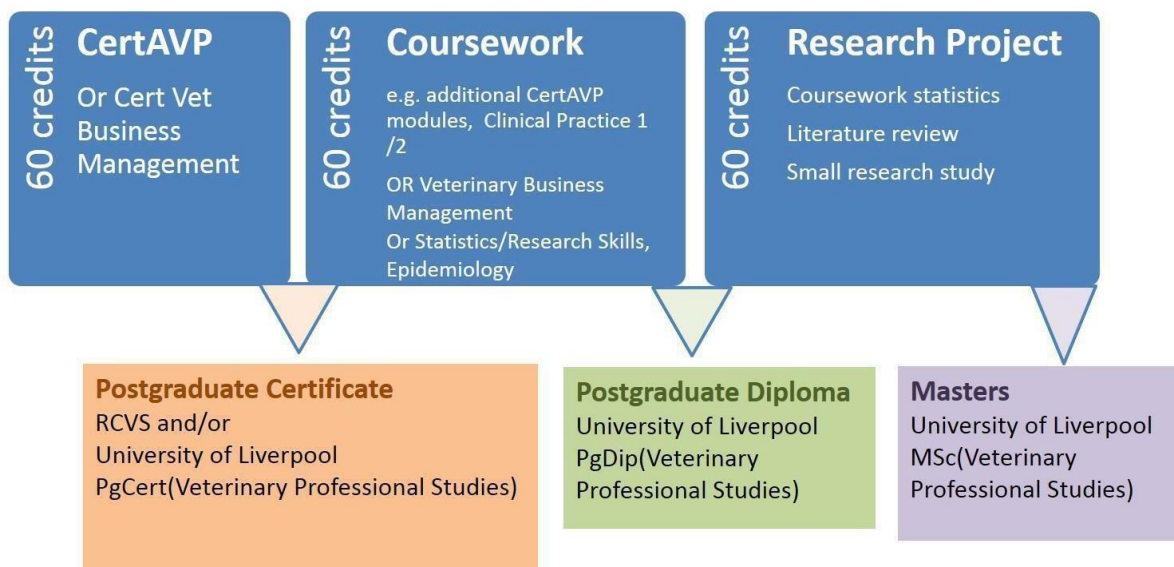 60 credits
CertAVP
Or Cert Vet
Business
Management
60 credits
Coursework
e.g. additional CertAVP
modules, Clinical Practice 1
/2
OR Veterinary Business
Management
Or Statistics/Research Skills,
Epidemiology
60 credits
Research Project
Coursework statistics
Literature review
Small research study
Postgraduate Certificate
RCVS and/or
University of Liverpool
PgCert(Veterinary Professional Studies)
Postgraduate Diploma
University of Liverpool
PgDip(Veterinary
Professional Studies)
Masters
University of Liverpool
MSc(Veterinary
Professional Studies)